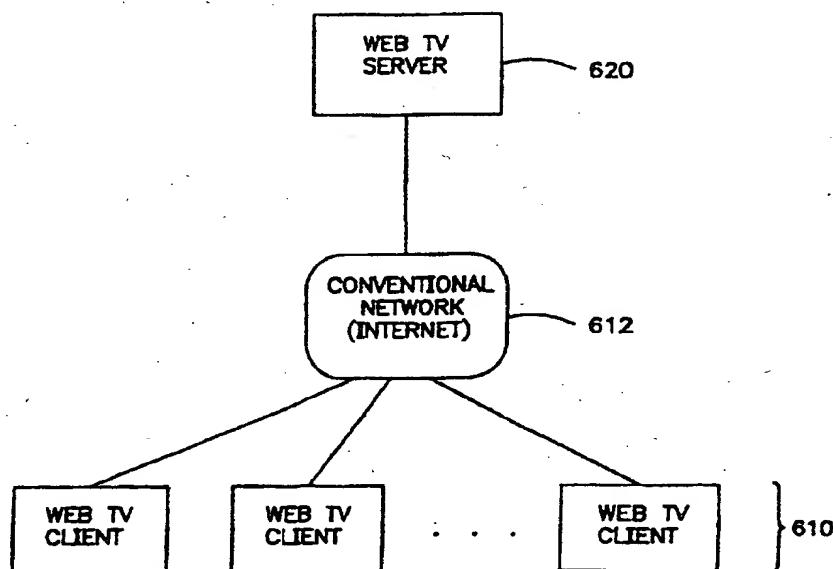 WEB TV
SERVER
620
CONVENTIONAL
NETWORK
(INTERNET)
612
WEB TV
CLIENT
WEB TV
CLIENT
. . .
WEB TV
CLIENT
610